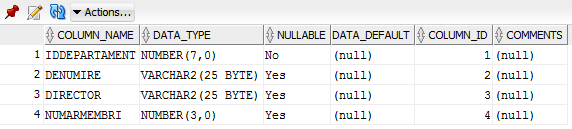 Actions...
COLUMN_NAME DATA_TYPE NULLABLE DATA_DEFAULT COLUMN_ID COMMENTS
1 IDDEPARTAMENT NUMBER(7,0) No (null) 1 (null)
2 DENUMIRE VARCHAR2(25 BYTE) Yes (null) 2 (null)
3 DIRECTOR VARCHAR2(25 BYTE) Yes (null) 3 (null)
4 NUMARMEMBRI NUMBER(3,0) Yes (null) 4 (null)